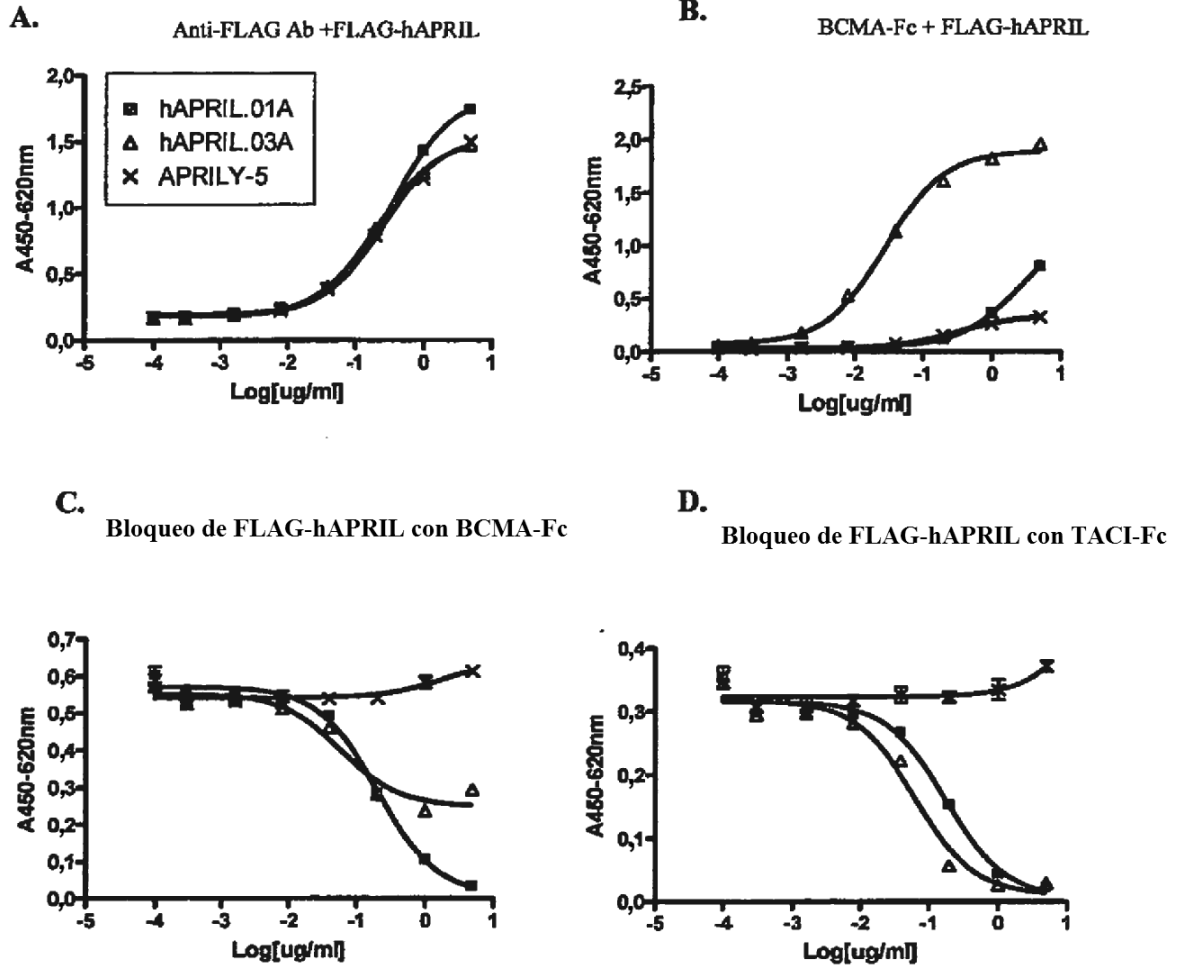 A.
Anti-FLAG Ab +FLAG-hAPRIL
2,0
1,5
1,0
0,5
0,0
A450-620nm
hAPRIL.01A
hAPRIL.03A
APRILY-5
-5 -4 -3 -2 -1 0 1
Log[ug/ml]
B.
BCMA-Fc + FLAG-hAPRIL
2,5
2,0
1,5
1,0
0,5
0,0
A450-620nm
-5 -4 -3 -2 -1 0 1
Log[ug/ml]
C.
Bloqueo de FLAG-hAPRIL con BCMA-Fc
0,7
0,6
0,5
0,4
0,3
0,2
0,1
0,0
A450-620nm
-5 -4 -3 -2 -1 0 1
Log[ug/ml]
D.
Bloqueo de FLAG-hAPRIL con TACI-Fc
0,4
0,3
0,2
0,1
0,0
A450-620nm
-5 -4 -3 -2 -1 0 1
Log[ug/ml]